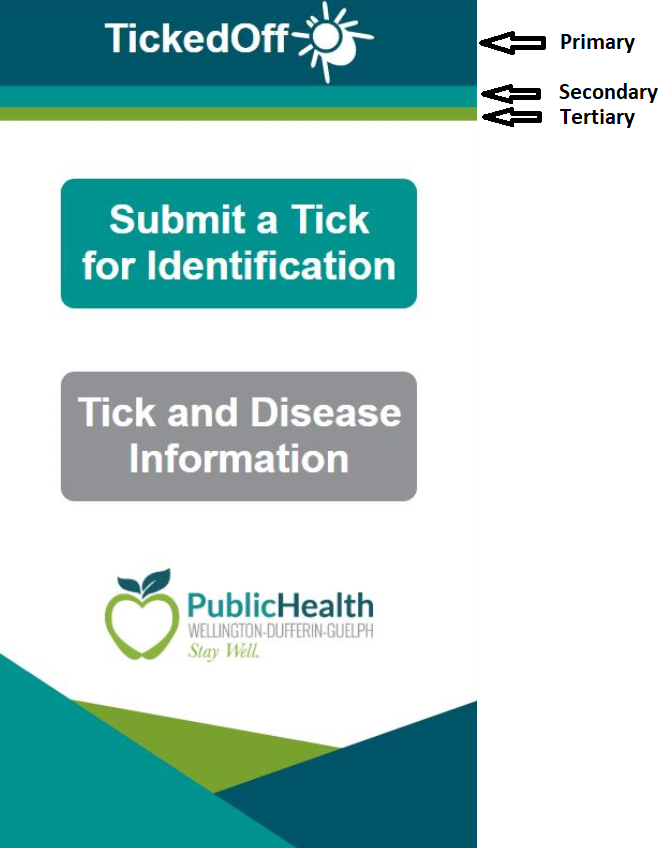 TickedOff
Primary
Secondary
Tertiary
Submit a Tick
for Identification
Tick and Disease
Information
PublicHealth
WELLINGTON-DUFFERIN-GUELPH
Stay Well.